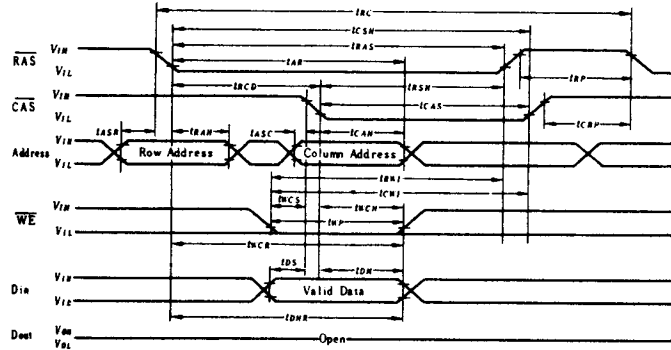 tRC
tCSH
tRAS
tAR
tRCD
tRSH
tRP
RAS
VIH
VIL
tCAS
tCRP
CAS
VIH
VIL
tASR
tRAH
tASC
tCAH
Address
VIH
VIL
Row Address
Column Address
tRWL
tCWL
tWCS
tWCH
tWP
WE
VIH
VIL
tWCR
tDS
tDH
Din
VIH
VIL
Valid Data
tDHR
Dout
VOH
VOL
Open